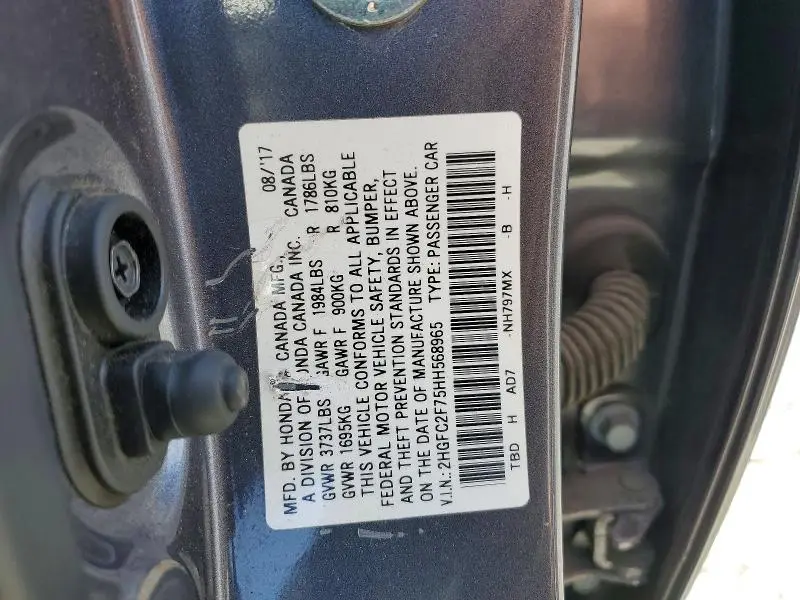 MFD. BY HONDA CANADA MFG., 08/'17
A DIVISION OF HONDA CANADA INC. CANADA
GVWR 3737LBS GAWR F 1984LBS R 1786LBS
GVWR 1695KG GAWR F 900KG R 810KG
THIS VEHICLE CONFORMS TO ALL APPLICABLE
FEDERAL MOTOR VEHICLE SAFETY, BUMPER,
AND THEFT PREVENTION STANDARDS IN EFFECT
ON THE DATE OF MANUFACTURE SHOWN ABOVE.
V.I.N.: 2HGFC2F75HH568965 TYPE: PASSENGER CAR
TBD H AD7 -NH797MX -B -H